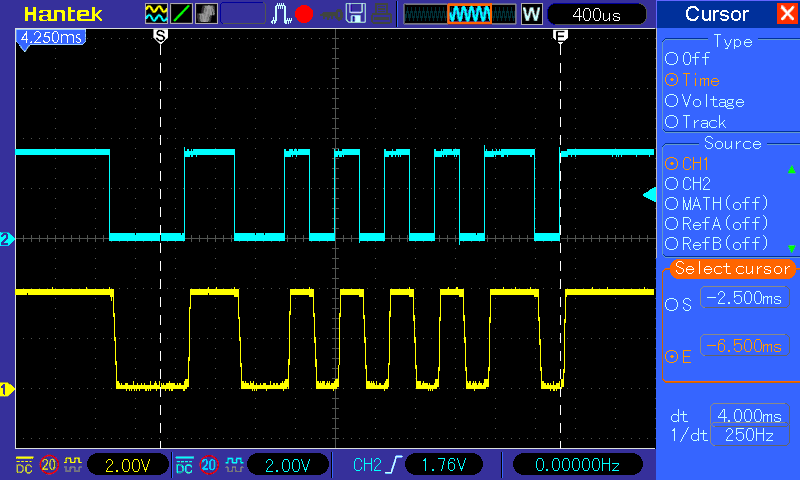 Hantek W 400us Cursor
4.250ms S E
Type
Off
Time
Voltage
Track
Source
CH1
CH2
MATH(off)
RefA(off)
RefB(off)
Select cursor
S -2.500ms
E -6.500ms
dt 4.000ms
1/dt 250Hz
2
1
DC 20 2.00V DC 20 2.00V CH2 1.76V 0.00000Hz